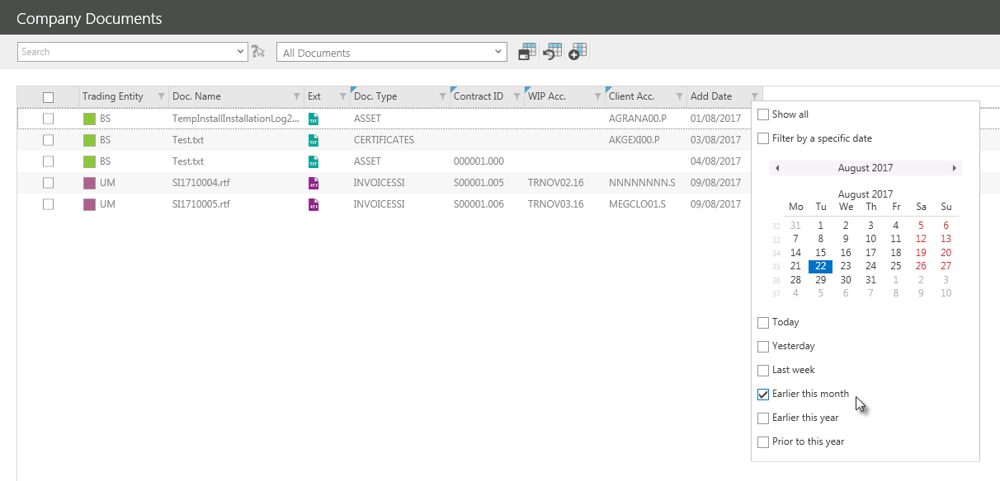 Company Documents
Search
All Documents
Trading Entity Doc. Name Ext Doc. Type Contract ID WIP Acc. Client Acc. Add Date
BS TempInstallInstallationLog2... TXT ASSET AGRANA00.P 01/08/2017
BS Test.txt TXT CERTIFICATES AKGEXI00.P 03/08/2017
BS Test.txt TXT ASSET 000001.000 04/08/2017
UM SI1710004.rtf RTF INVOICESSI S00001.005 TRNOV02.16 NNNNNNNN.S 09/08/2017
UM SI1710005.rtf RTF INVOICESSI S00001.006 TRNOV03.16 MEGCLO01.S 09/08/2017
Show all
Filter by a specific date
August 2017
August 2017
Mo Tu We Th Fr Sa Su
32 31 1 2 3 4 5 6
33 7 8 9 10 11 12 13
34 14 15 16 17 18 19 20
35 21 22 23 24 25 26 27
36 28 29 30 31 1 2 3
37 4 5 6 7 8 9 10
Today
Yesterday
Last week
Earlier this month
Earlier this year
Prior to this year